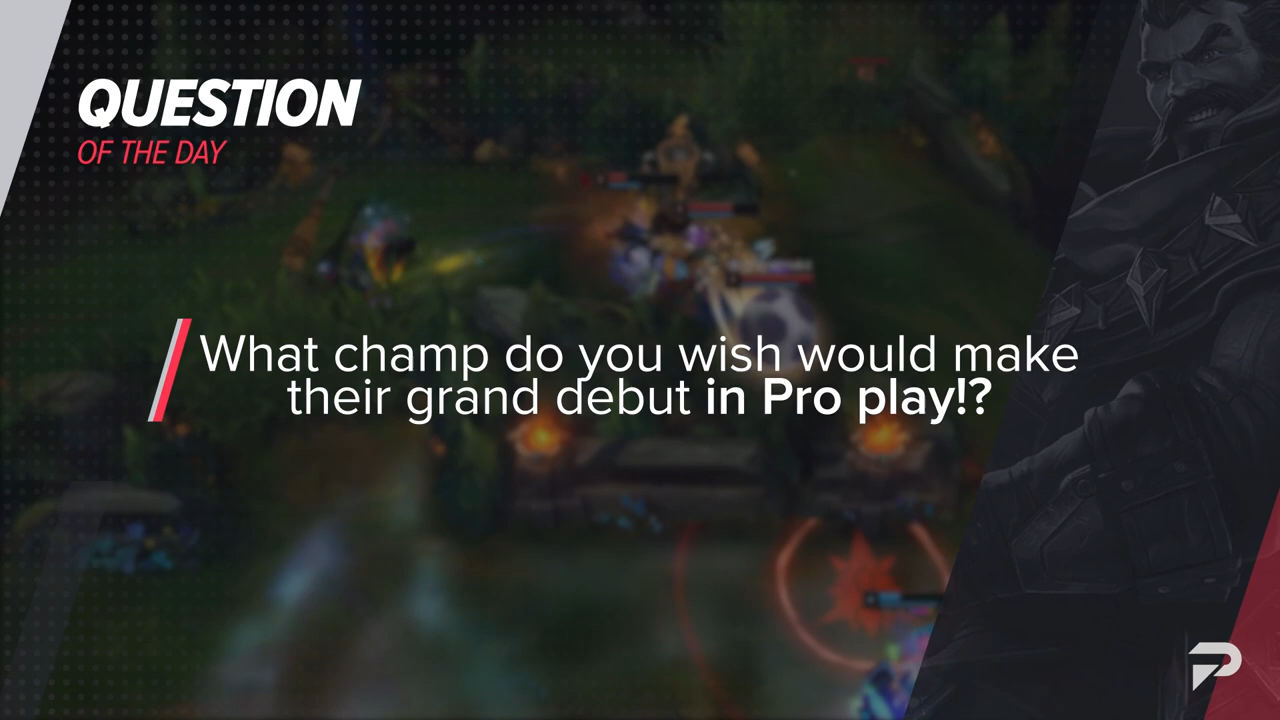 QUESTION
OF THE DAY
What champ do you wish would make
their grand debut in Pro play!?